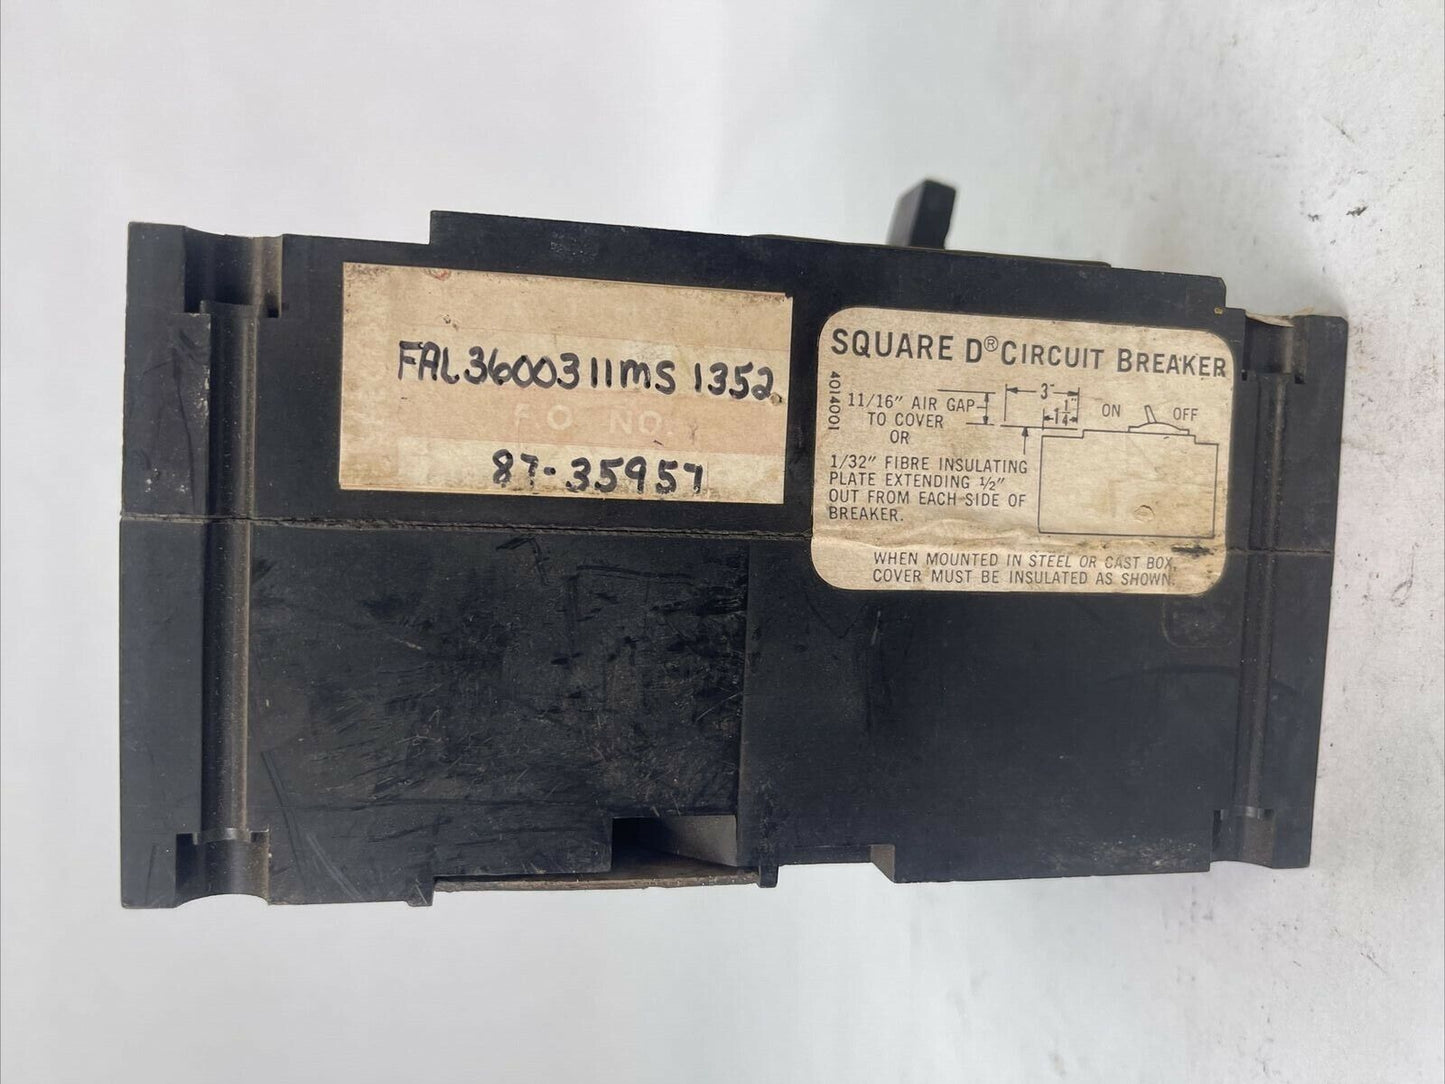 FAL3600311MS 1352
F.O. NO.
87-35957
SQUARE D® CIRCUIT BREAKER
4014001
11/16" AIR GAP
TO COVER
OR
1/32" FIBRE INSULATING
PLATE EXTENDING 1/2"
OUT FROM EACH SIDE OF
BREAKER.
3"
1 1/4"
ON
OFF
WHEN MOUNTED IN STEEL OR CAST BOX,
COVER MUST BE INSULATED AS SHOWN.